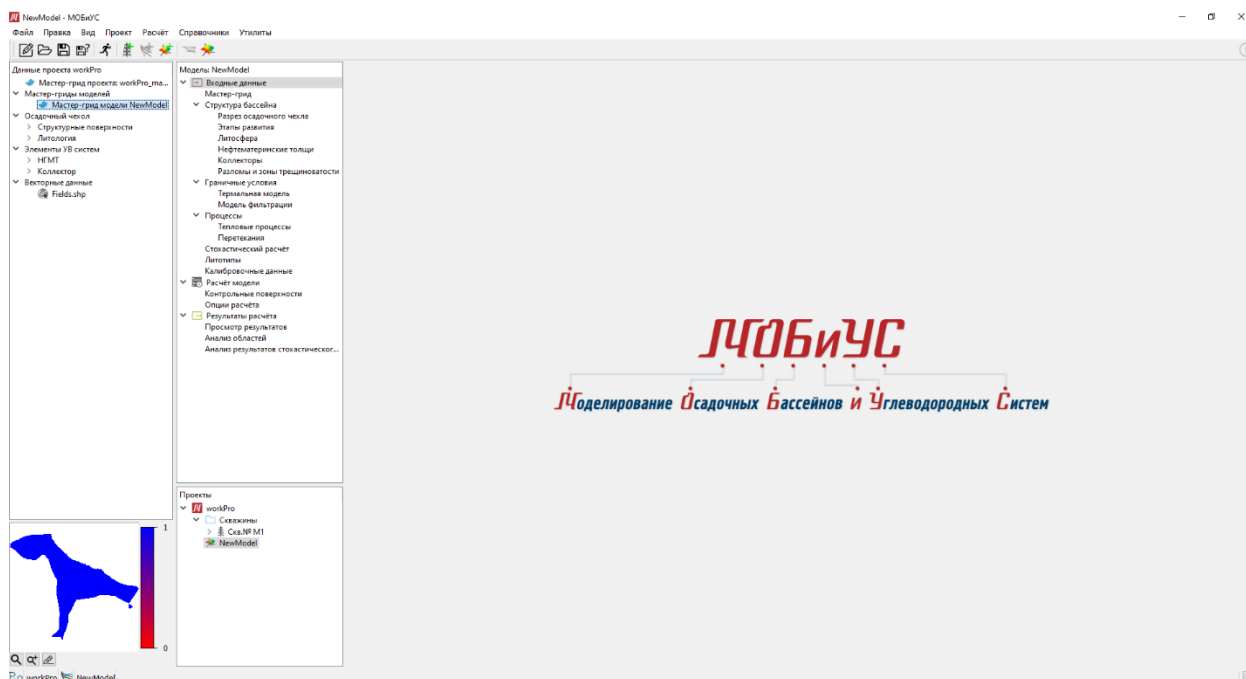 NewModel - МОБиУС
Файл Правка Вид Проект Расчёт Справочники Утилиты
Данные проекта workPro
Мастер-грид проекта: workPro_ma...
Мастер-гриды моделей
Мастер-грид модели NewModel
Осадочный чехол
Структурные поверхности
Литология
Элементы УВ систем
НГМТ
Коллектор
Векторные данные
Fields.shp
1
0
Модель: NewModel
Входные данные
Мастер-грид
Структура бассейна
Разрез осадочного чехла
Этапы развития
Литосфера
Нефтематеринские толщи
Коллекторы
Разломы и зоны трещиноватости
Граничные условия
Термальная модель
Модель фильтрации
Процессы
Тепловые процессы
Перетекания
Стохастический расчёт
Литотипы
Калибровочные данные
Расчёт модели
Контрольные поверхности
Опции расчёта
Результаты расчёта
Просмотр результатов
Анализ областей
Анализ результатов стохастическог...
Проекты
workPro
Скважины
Скв.№ М1
NewModel
МОБиУС
Моделирование Осадочных Бассейнов и Углеводородных Систем
workPro NewModel